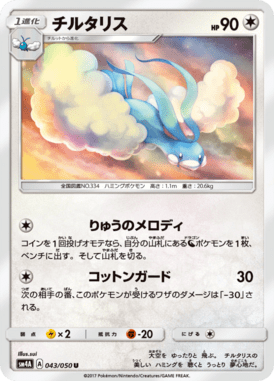 1進化 チルタリス HP 90
チルットから進化
全国図鑑NO.334 ハミングポケモン 高さ:1.1m 重さ:20.6kg
りゅうのメロディ
コインを1回投げオモテなら、自分の山札にあるポケモンを1枚、
ベンチに出す。そして山札を切る。
コットンガード 30
次の相手の番、このポケモンが受けるワザのダメージは「-30」され
る。
弱点 ×2 抵抗力 -20 にげる
Illus.sui
SM4A A 043/050 U
大空を ゆったりと 飛ぶ。 チルタリスの
美しい ハミングを 聴くと うっとり 夢心地だ。
©2017 Pokémon/Nintendo/Creatures/GAME FREAK.